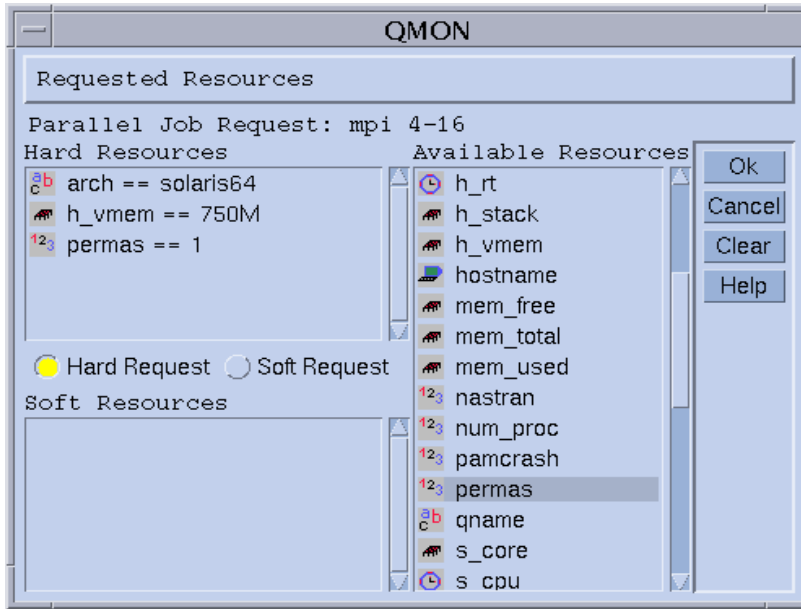 QMON
Requested Resources
Parallel Job Request: mpi 4-16
Hard Resources
arch == solaris64
h_vmem == 750M
permas == 1
Hard Request
Soft Request
Soft Resources
Available Resources
h_rt
h_stack
h_vmem
hostname
mem_free
mem_total
mem_used
nastran
num_proc
pamcrash
permas
qname
s_core
s_cpu
Ok
Cancel
Clear
Help